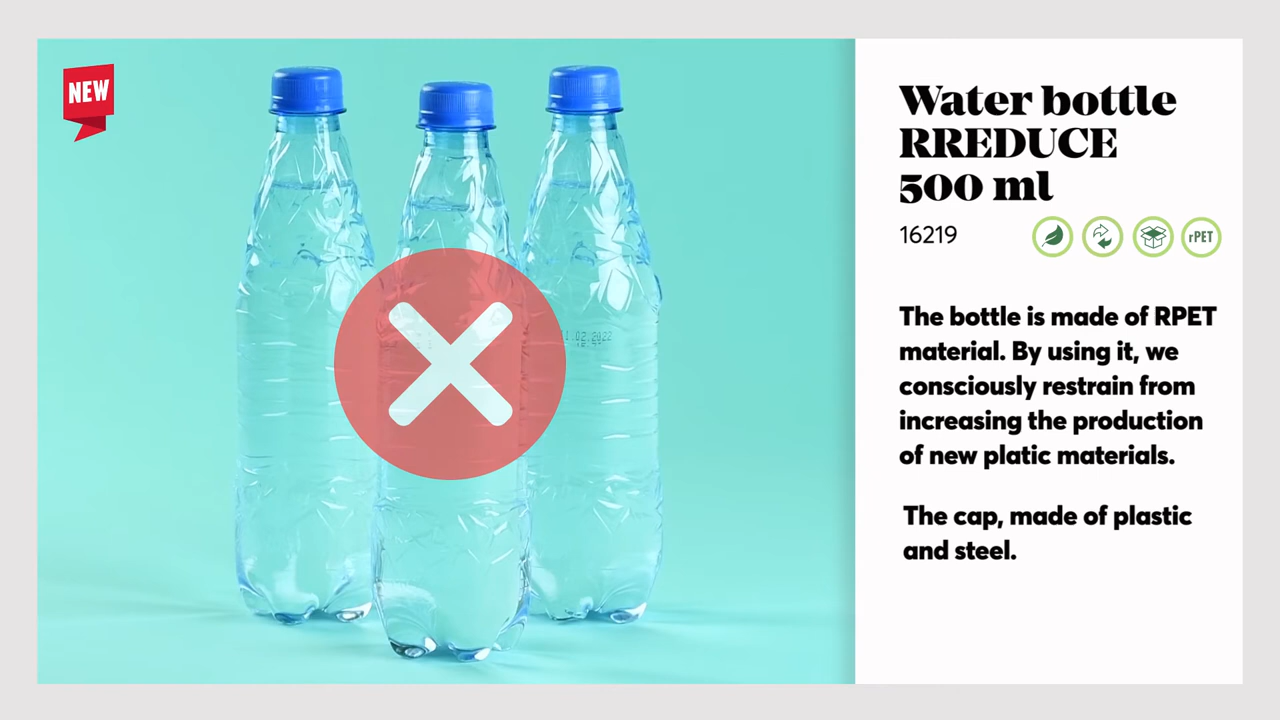 NEW
Water bottle
RREDUCE
500 ml
16219
rPET
The bottle is made of RPET
material. By using it, we
consciously restrain from
increasing the production
of new platic materials.
The cap, made of plastic
and steel.